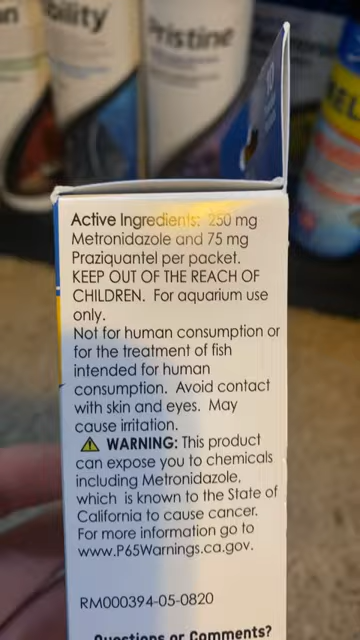 bility
Pristine
Active Ingredients: 250 mg
Metronidazole and 75 mg
Praziquantel per packet.
KEEP OUT OF THE REACH OF
CHILDREN. For aquarium use
only.
Not for human consumption or
for the treatment of fish
intended for human
consumption. Avoid contact
with skin and eyes. May
cause irritation.
WARNING: This product
can expose you to chemicals
including Metronidazole,
which is known to the State of
California to cause cancer.
For more information go to
www.P65Warnings.ca.gov.
RM000394-05-0820
Questions or Comments?